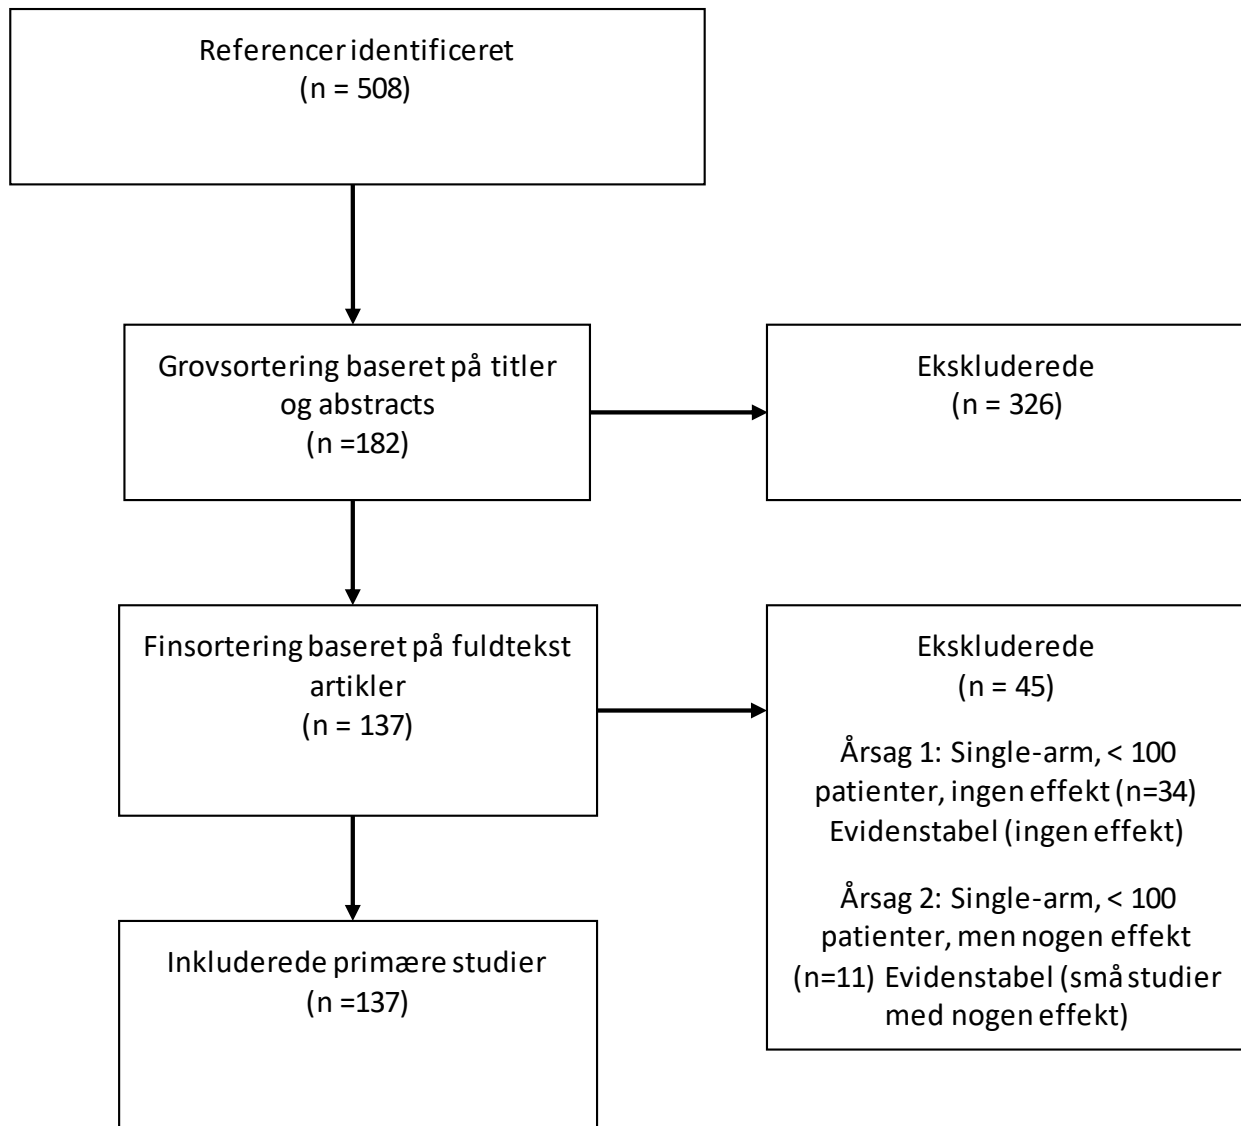 Referencer identificeret
(n = 508)
Grovsortering baseret på titler
og abstracts
(n =182)
Ekskluderede
(n = 326)
Finsortering baseret på fuldtekst
artikler
(n = 137)
Ekskluderede
(n = 45)
Årsag 1: Single-arm, < 100
patienter, ingen effekt (n=34)
Evidenstabel (ingen effekt)
Årsag 2: Single-arm, < 100
patienter, men nogen effekt
(n=11) Evidenstabel (små studier
med nogen effekt)
Inkluderede primære studier
(n =137)